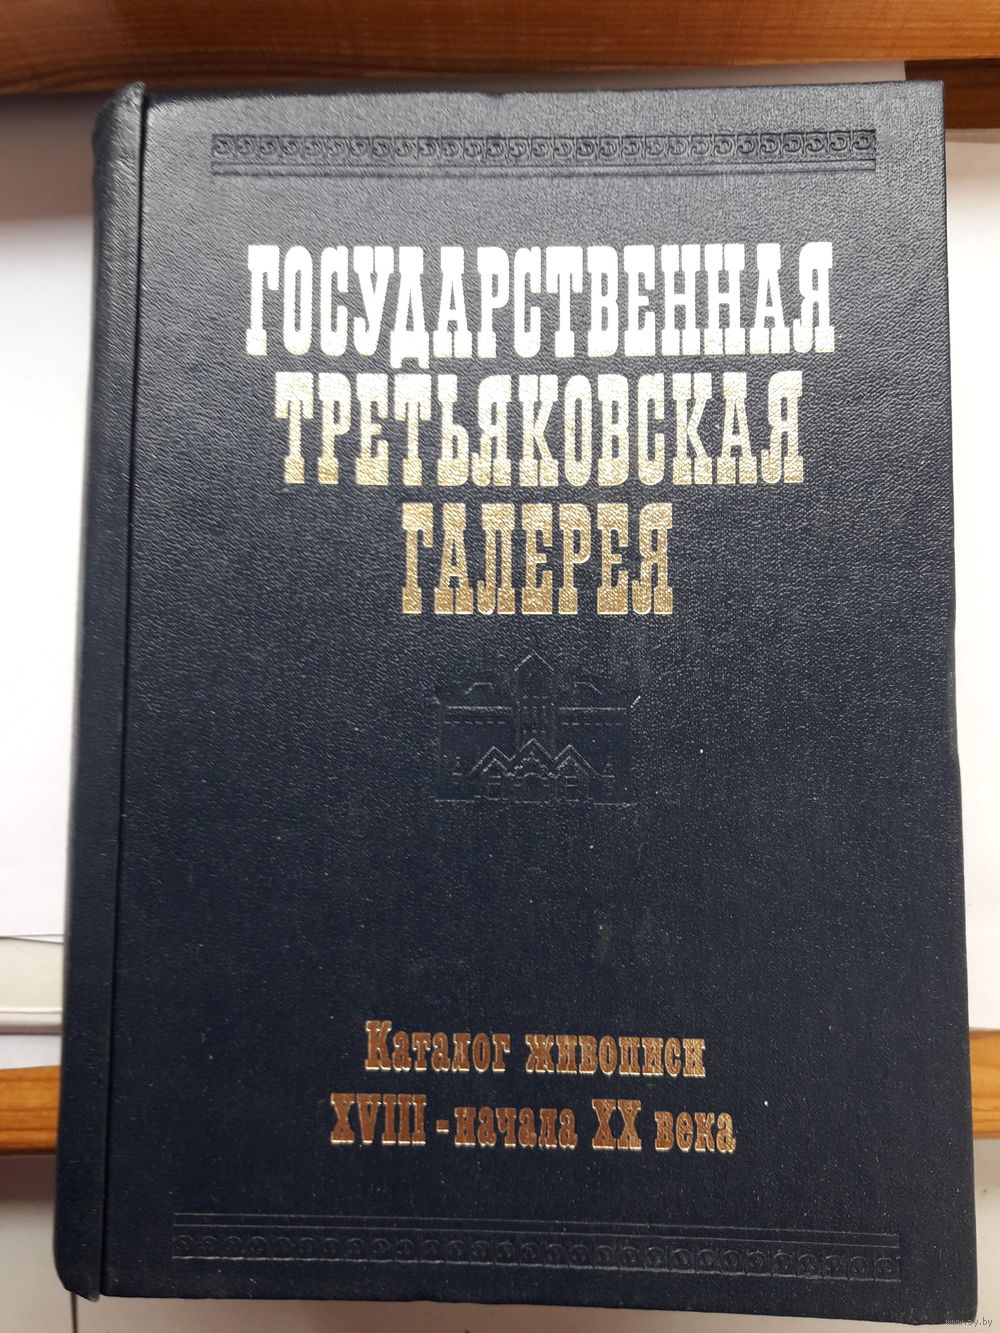 ГОСУДАРСТВЕННАЯ
ТРЕТЬЯКОВСКАЯ
ГАЛЕРЕЯ
Каталог живописи
XVIII - начала XX века